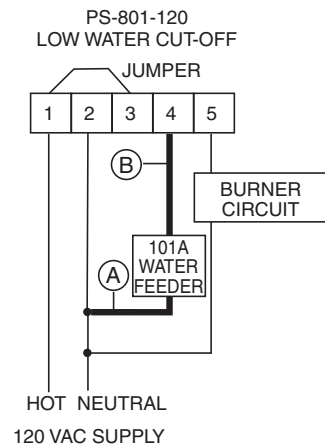 PS-801-120
LOW WATER CUT-OFF
JUMPER
1 2 3 4 5
B
BURNER
CIRCUIT
101A
WATER
FEEDER
A
HOT NEUTRAL
120 VAC SUPPLY